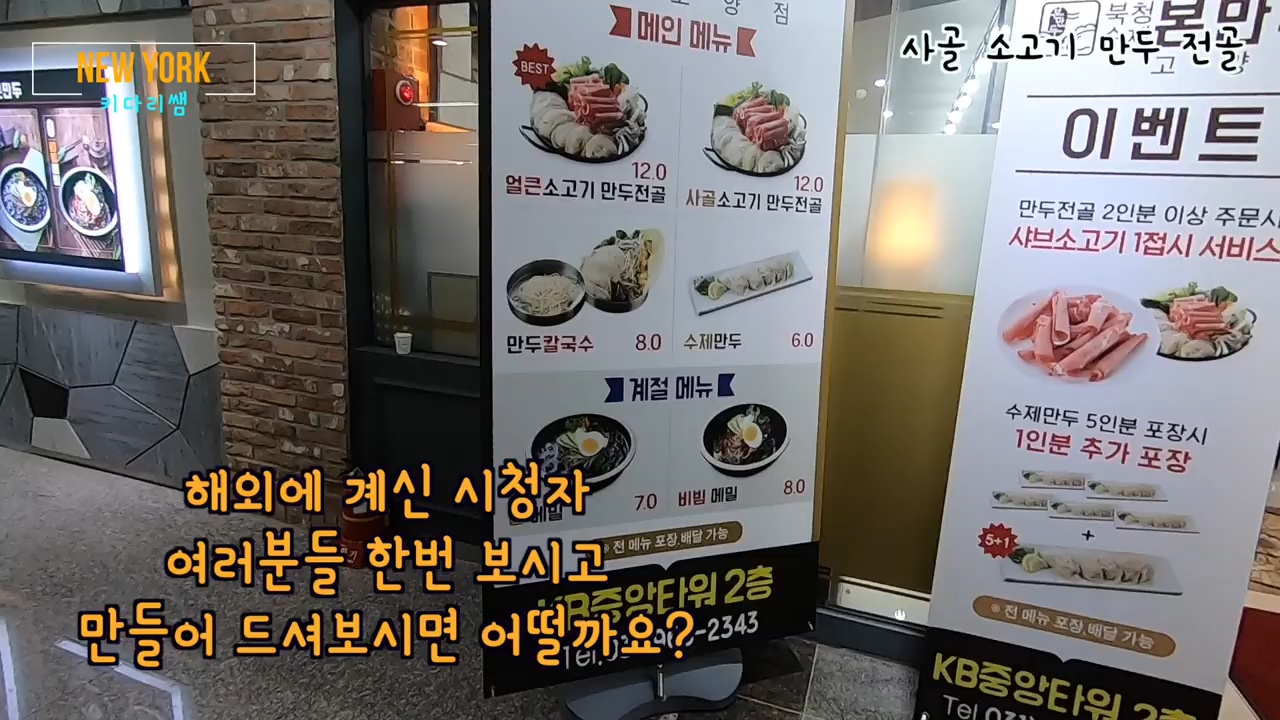 NEW YORK
키다리쌤
사골 소고기 만두 전골
메인 메뉴
BEST
12.0
얼큰소고기 만두전골
12.0
사골소고기 만두전골
만두칼국수 8.0
수제만두 6.0
계절 메뉴
메밀 7.0
비빔 메밀 8.0
※ 전 메뉴 포장,배달 가능
KB중앙타워 2층
Tel.
-2343
북청
이벤트
만두전골 2인분 이상 주문시
샤브소고기 1접시 서비스
수제만두 5인분 포장시
1인분 추가 포장
+
5+1
※ 전 메뉴 포장,배달 가능
KB중앙타워 2층
Tel
해외에 계신 시청자
여러분들 한번 보시고
만들어 드셔보시면 어떨까요?